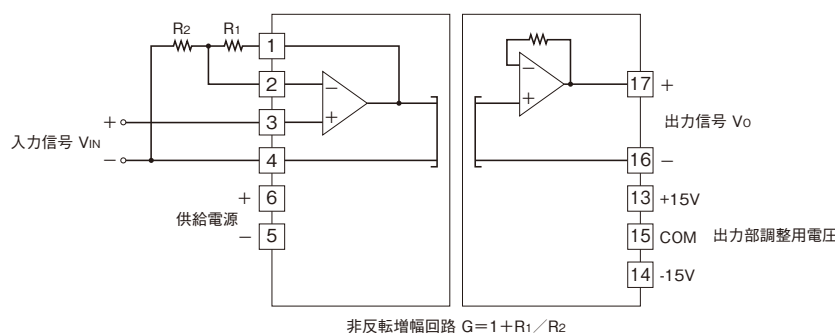 R2 R1
1
2
−
3
+
+
入力信号 VIN
−
4
+
6
供給電源
−
5
−
+
17
+
出力信号 VO
16
−
13
+15V
15
COM
出力部調整用電圧
14
-15V
非反転増幅回路 G＝1＋R1／R2